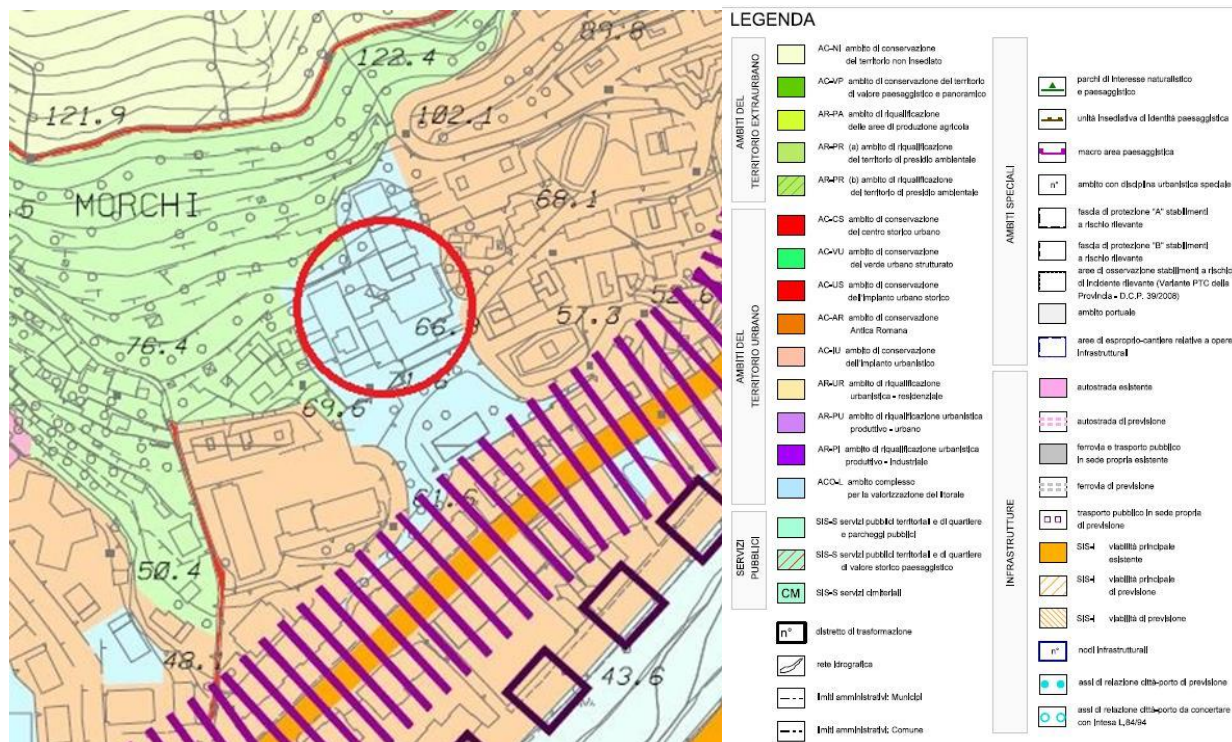 89.8
122.4
121.9
102.1
MORCHI
68.1
52.6
57.3
66.
76.4
71.6
69.6
61.6
50.4
48.1
43.6
LEGENDA
AMBITI DEL
TERRITORIO EXTRAURBANO
AC-NI ambito di conservazione
del territorio non insediato
AC-VP ambito di conservazione del territorio
di valore paesaggistico e panoramico
AR-PA ambito di riqualificazione
delle aree di produzione agricola
AR-PR (a) ambito di riqualificazione
del territorio di presidio ambientale
AR-PR (b) ambito di riqualificazione
del territorio di presidio ambientale
AMBITI DEL
TERRITORIO URBANO
AC-CS ambito di conservazione
del centro storico urbano
AC-VU ambito di conservazione
del verde urbano strutturato
AC-US ambito di conservazione
dell'impianto urbano storico
AC-AR ambito di conservazione
Antica Romana
AC-IU ambito di conservazione
dell'impianto urbanistico
AR-UR ambito di riqualificazione
urbanistica - residenziale
AR-PU ambito di riqualificazione urbanistica
produttivo - urbano
AR-PI ambito di riqualificazione urbanistica
produttivo - industriale
ACO-L ambito complesso
per la valorizzazione del litorale
SERVIZI
PUBBLICI
SIS-S servizi pubblici territoriali e di quartiere
e parcheggi pubblici
SIS-S servizi pubblici territoriali e di quartiere
di valore storico paesaggistico
CM SIS-S servizi cimiteriali
n° distretto di trasformazione
rete idrografica
limiti amministrativi: Municipi
limiti amministrativi: Comune
AMBITI SPECIALI
parchi di interesse naturalistico
e paesaggistico
unità insediativa di identità paesaggistica
macro area paesaggistica
n° ambito con disciplina urbanistica speciale
fascia di protezione "A" stabilimenti
a rischio rilevante
fascia di protezione "B" stabilimenti
a rischio rilevante
aree di osservazione stabilimenti a rischio
di incidente rilevante (Variante PTC della
Provincia - D.C.P. 39/2008)
ambito portuale
aree di esproprio-cantiere relative a opere
infrastrutturali
INFRASTRUTTURE
autostrada esistente
autostrada di previsione
ferrovia e trasporto pubblico
in sede propria esistente
ferrovia di previsione
trasporto pubblico in sede propria
di previsione
SIS-I viabilità principale
esistente
SIS-I viabilità principale
di previsione
SIS-I viabilità di previsione
n° nodi infrastrutturali
assi di relazione città-porto di previsione
assi di relazione città-porto da concertare
con intesa L.84/94